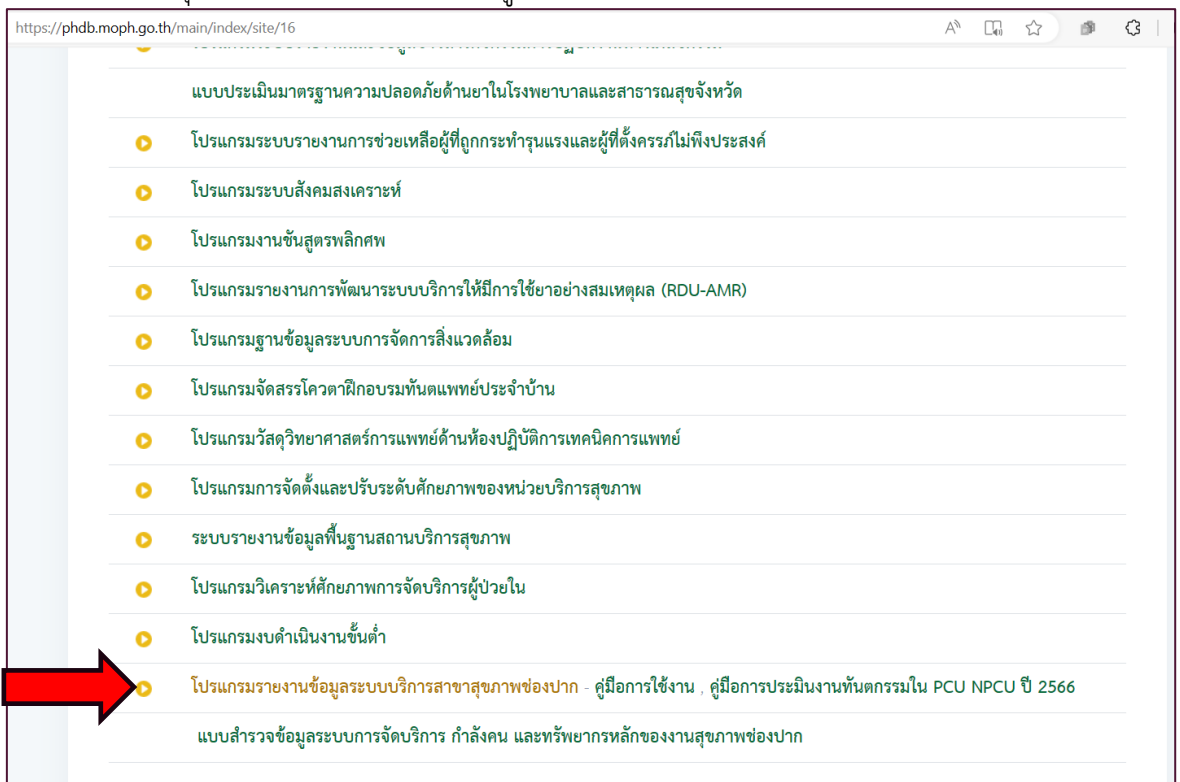 https://phdb.moph.go.th/main/index/site/16
แบบประเมินมาตรฐานความปลอดภัยด้านยาในโรงพยาบาลและสาธารณสุขจังหวัด
โปรแกรมระบบรายงานการช่วยเหลือผู้ที่ถูกกระทำรุนแรงและผู้ที่ตั้งครรภ์ไม่พึงประสงค์
โปรแกรมระบบสังคมสงเคราะห์
โปรแกรมงานชันสูตรพลิกศพ
โปรแกรมรายงานการพัฒนาระบบบริการให้มีการใช้ยาอย่างสมเหตุผล (RDU-AMR)
โปรแกรมฐานข้อมูลระบบการจัดการสิ่งแวดล้อม
โปรแกรมจัดสรรโควตาฝึกอบรมทันตแพทย์ประจำบ้าน
โปรแกรมวัสดุวิทยาศาสตร์การแพทย์ด้านห้องปฏิบัติการเทคนิคการแพทย์
โปรแกรมการจัดตั้งและปรับระดับศักยภาพของหน่วยบริการสุขภาพ
ระบบรายงานข้อมูลพื้นฐานสถานบริการสุขภาพ
โปรแกรมวิเคราะห์ศักยภาพการจัดบริการผู้ป่วยใน
โปรแกรมงบดำเนินงานขั้นต่ำ
โปรแกรมรายงานข้อมูลระบบบริการสาขาสุขภาพช่องปาก - คู่มือการใช้งาน , คู่มือการประมินงานทันตกรรมใน PCU NPCU ปี 2566
แบบสำรวจข้อมูลระบบการจัดบริการ กำลังคน และทรัพยากรหลักของงานสุขภาพช่องปาก